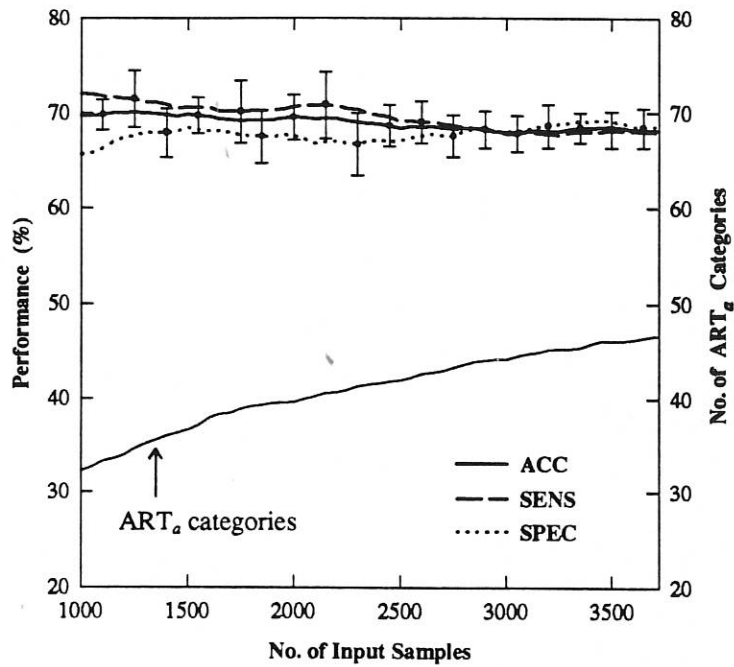 80
70
60
50
40
30
20
Performance (%)
80
70
60
50
40
30
20
No. of ARTa Categories
ACC
SENS
SPEC
ARTa categories
1000 1500 2000 2500 3000 3500
No. of Input Samples